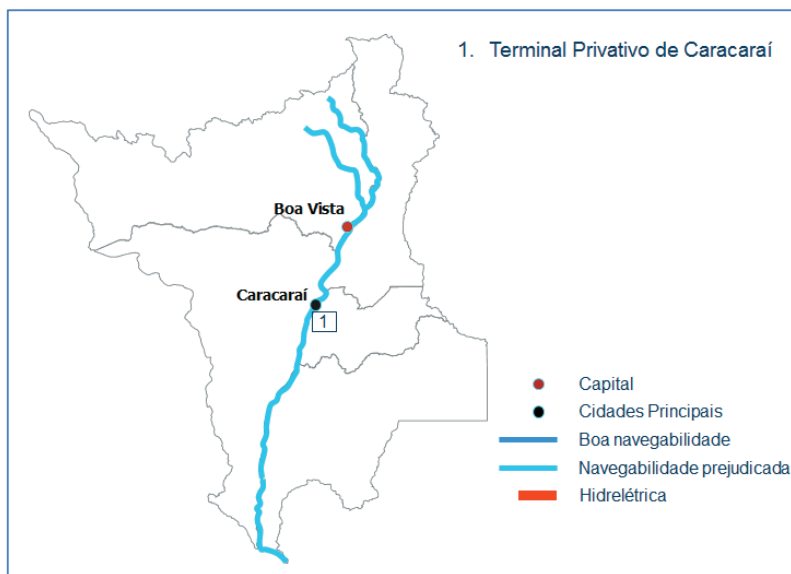 1. Terminal Privativo de Caracaraí
Boa Vista
Caracaraí
1
Capital
Cidades Principais
Boa navegabilidade
Navegabilidade prejudicada
Hidrelétrica